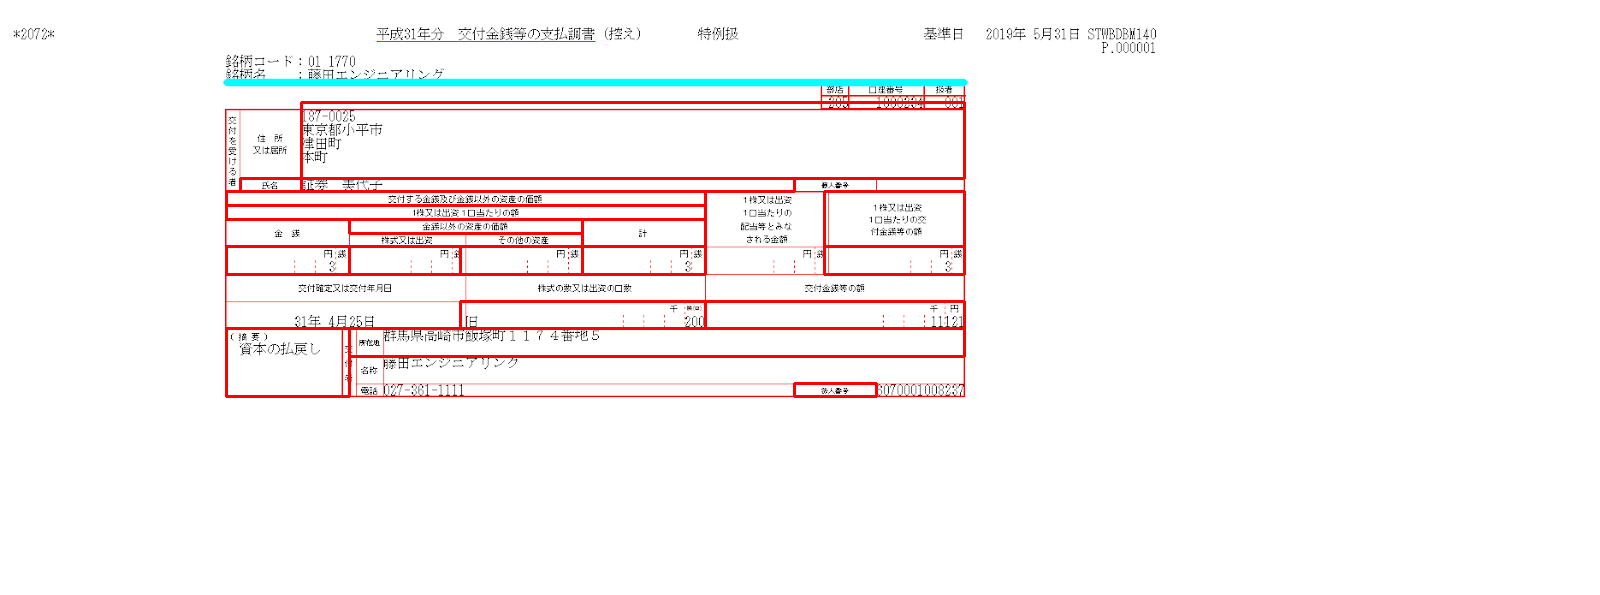 *2072*
平成31年分　交付金銭等の支払調書（控え）　　　　特例扱
基準日　2019年 5月31日 STWBDBM140
P.000001
銘柄コード：01 1770
銘柄名　　：藤田エンジニアリング
部店　口座番号　扱者
205　1000234　001
交付を受ける者
住　所
又は居所
187-0025
東京都小平市
津田町
本町
氏名　証券　美代子　個人番号
交付する金銭及び金銭以外の資産の価額
1株又は出資1口当たりの額
金　銭
金銭以外の資産の価額
株式又は出資　その他の資産
計
1株又は出資
1口当たりの
配当等とみな
される金額
1株又は出資
1口当たりの交
付金銭等の額
円 銭　円 銭　円 銭　円 銭　円 銭　円 銭
3　3　3
交付確定又は交付年月日　株式の数又は出資の口数　交付金銭等の額
千　株(口)　千　円
31年 4月25日　旧　200　11121
（摘 要）
資本の払戻し
交付者
所在地　群馬県高崎市飯塚町１１７４番地５
名称　藤田エンジニアリング
電話　027-361-1111　法人番号　6070001008237